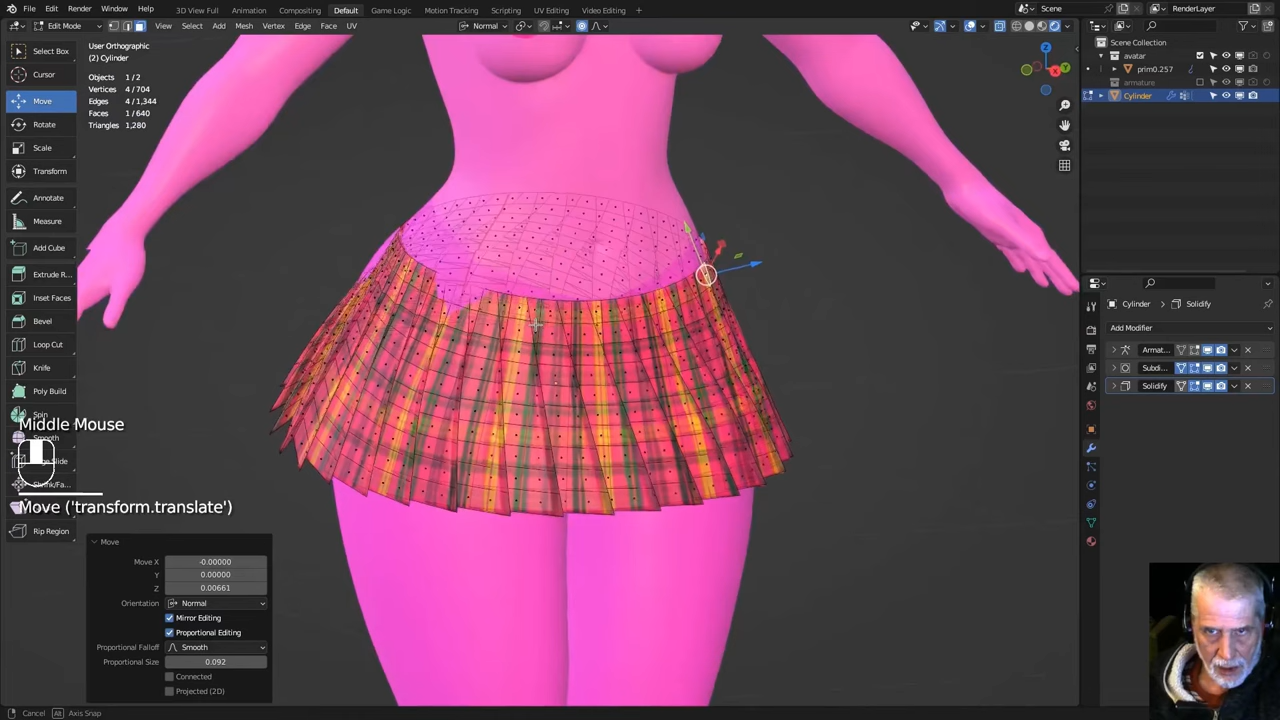 File Edit Render Window Help
3D View Full Animation Compositing Default Game Logic Motion Tracking Scripting UV Editing Video Editing +
Scene
RenderLayer
Edit Mode View Select Add Mesh Vertex Edge Face UV
Normal
Select Box
Cursor
Move
Rotate
Scale
Transform
Annotate
Measure
Add Cube
Extrude R...
Inset Faces
Bevel
Loop Cut
Knife
Poly Build
Spin
Smooth
Shrink/Fa...
Rip Region
User Orthographic
(2) Cylinder
Objects 1/2
Vertices 4/704
Edges 4/1,344
Faces 1/640
Triangles 1,280
Middle Mouse
Move ('transform.translate')
Move
Move X -0.00000
Y 0.00000
Z 0.00661
Orientation Normal
Mirror Editing
Proportional Editing
Proportional Falloff Smooth
Proportional Size 0.092
Connected
Projected (2D)
Scene Collection
avatar
prim0.257
armature
Cylinder
Cylinder > Solidify
Add Modifier
Armat...
Subdi...
Solidify
Cancel Alt Axis Snap